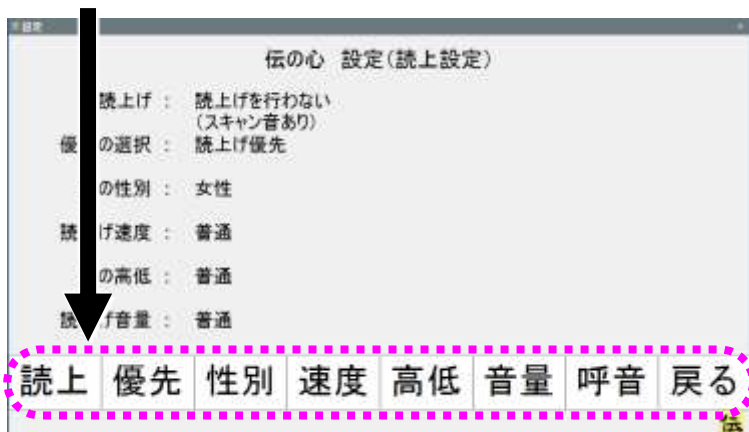 設定
伝の心 設定(読上設定)
読上げ : 読上げを行わない
(スキャン音あり)
優 の選択 : 読上げ優先
の性別 : 女性
読 げ速度 : 普通
の高低 : 普通
読 げ音量 : 普通
読上 優先 性別 速度 高低 音量 呼音 戻る
伝